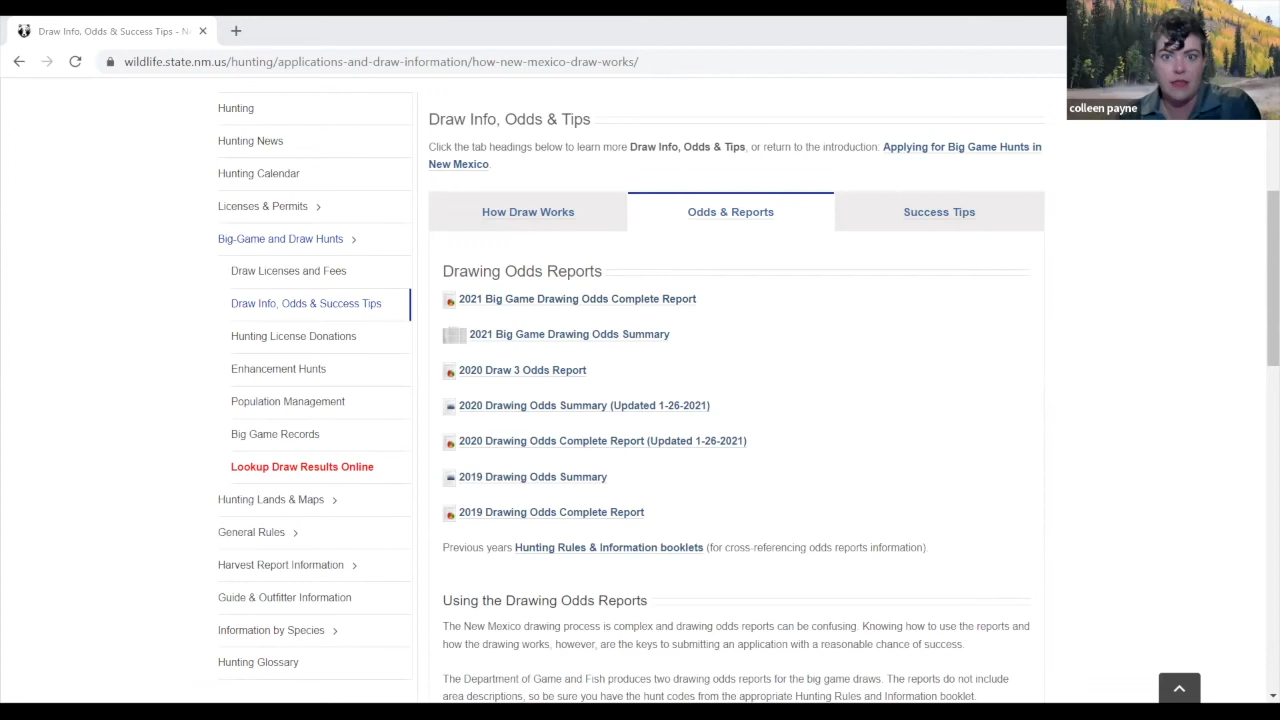 Draw Info, Odds & Success Tips - N
wildlife.state.nm.us/hunting/applications-and-draw-information/how-new-mexico-draw-works/
colleen payne
Hunting
Hunting News
Hunting Calendar
Licenses & Permits
Big-Game and Draw Hunts
Draw Licenses and Fees
Draw Info, Odds & Success Tips
Hunting License Donations
Enhancement Hunts
Population Management
Big Game Records
Lookup Draw Results Online
Hunting Lands & Maps
General Rules
Harvest Report Information
Guide & Outfitter Information
Information by Species
Hunting Glossary
Draw Info, Odds & Tips
Click the tab headings below to learn more Draw Info, Odds & Tips, or return to the introduction: Applying for Big Game Hunts in
New Mexico.
How Draw Works
Odds & Reports
Success Tips
Drawing Odds Reports
2021 Big Game Drawing Odds Complete Report
2021 Big Game Drawing Odds Summary
2020 Draw 3 Odds Report
2020 Drawing Odds Summary (Updated 1-26-2021)
2020 Drawing Odds Complete Report (Updated 1-26-2021)
2019 Drawing Odds Summary
2019 Drawing Odds Complete Report
Previous years Hunting Rules & Information booklets (for cross-referencing odds reports information).
Using the Drawing Odds Reports
The New Mexico drawing process is complex and drawing odds reports can be confusing. Knowing how to use the reports and
how the drawing works, however, are the keys to submitting an application with a reasonable chance of success.
The Department of Game and Fish produces two drawing odds reports for the big game draws. The reports do not include
area descriptions, so be sure you have the hunt codes from the appropriate Hunting Rules and Information booklet.